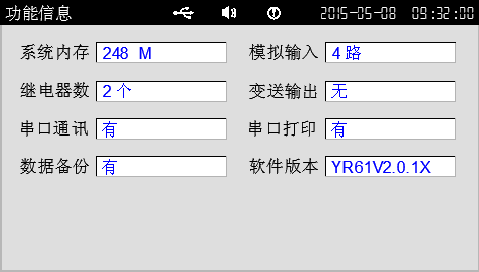 功能信息 2015-05-08 09:32:00
系统内存 248 M 模拟输入 4 路
继电器数 2 个 变送输出 无
串口通讯 有 串口打印 有
数据备份 有 软件版本 YR61V2.0.1X